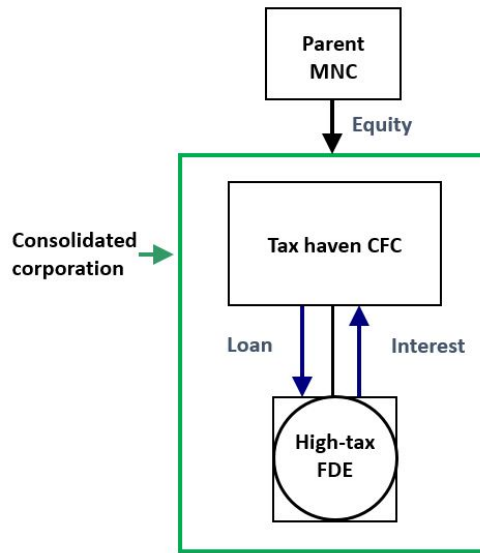 Parent
MNC
Equity
Consolidated
corporation
Tax haven CFC
Loan
Interest
High-tax
FDE